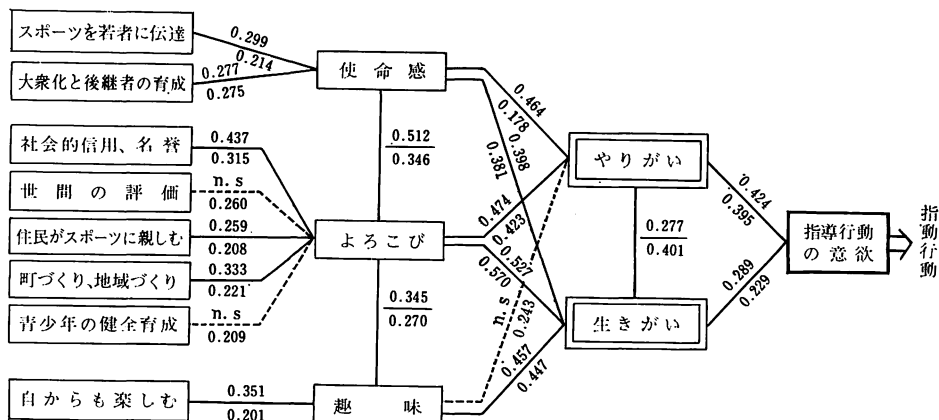 スポーツを若者に伝達
0.299
0.214
大衆化と後継者の育成
0.277
0.275
使命感
社会的信用、名誉
0.437
0.315
世間の評価
n.s
0.260
住民がスポーツに親しむ
0.259
0.208
町づくり、地域づくり
0.333
0.221
青少年の健全育成
n.s
0.209
自からも楽しむ
0.351
0.201
0.512
0.346
よろこび
0.345
0.270
趣味
0.464
0.178
0.398
0.381
0.474
0.423
0.527
0.570
n.s
0.243
0.457
0.447
やりがい
0.277
0.401
生きがい
0.424
0.395
0.289
0.229
指導行動
の意欲
指導行動